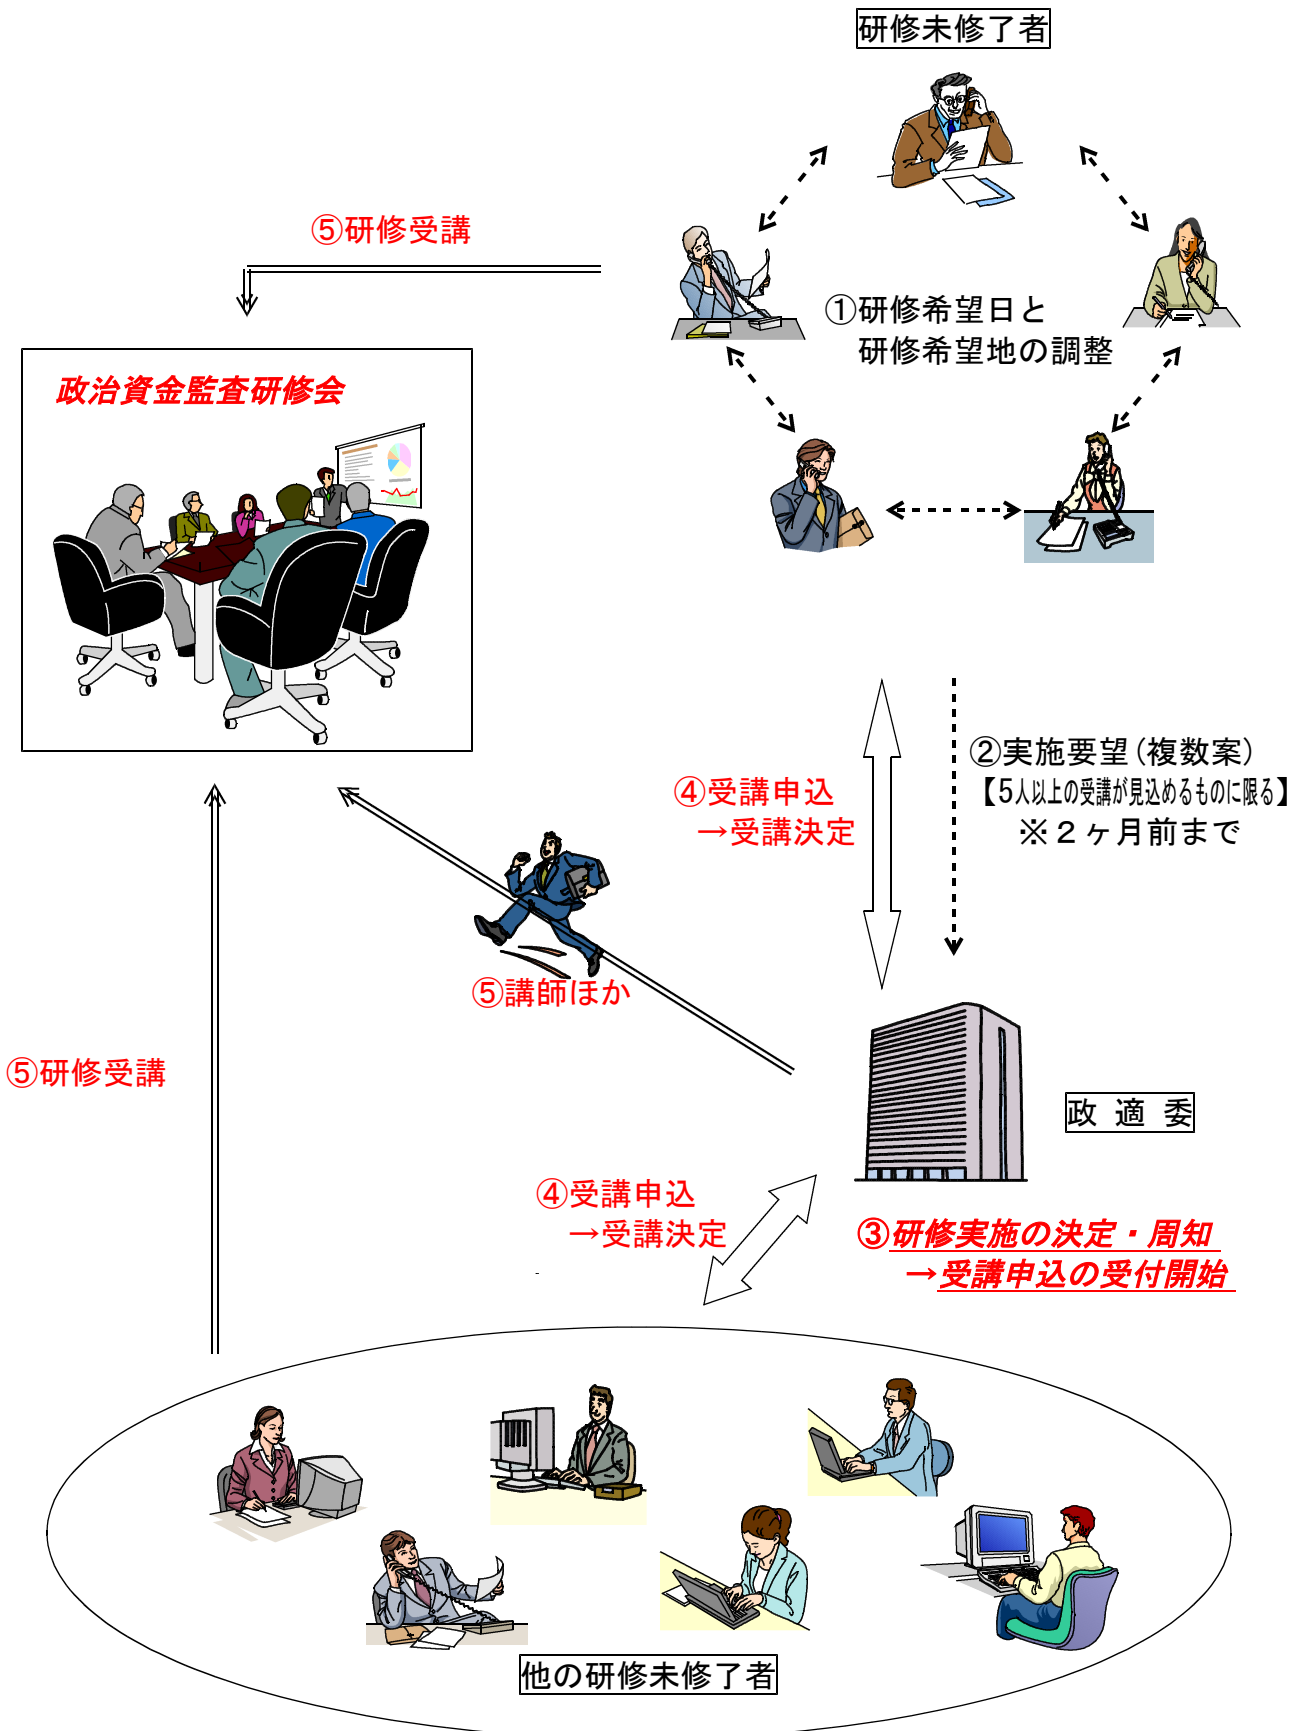 研修未修了者
⑤研修受講
①研修希望日と
研修希望地の調整
政治資金監査研修会
②実施要望(複数案)
【5人以上の受講が見込めるものに限る】
※２ヶ月前まで
④受講申込
→受講決定
⑤講師ほか
⑤研修受講
政適委
④受講申込
→受講決定
③研修実施の決定・周知
→受講申込の受付開始
他の研修未修了者